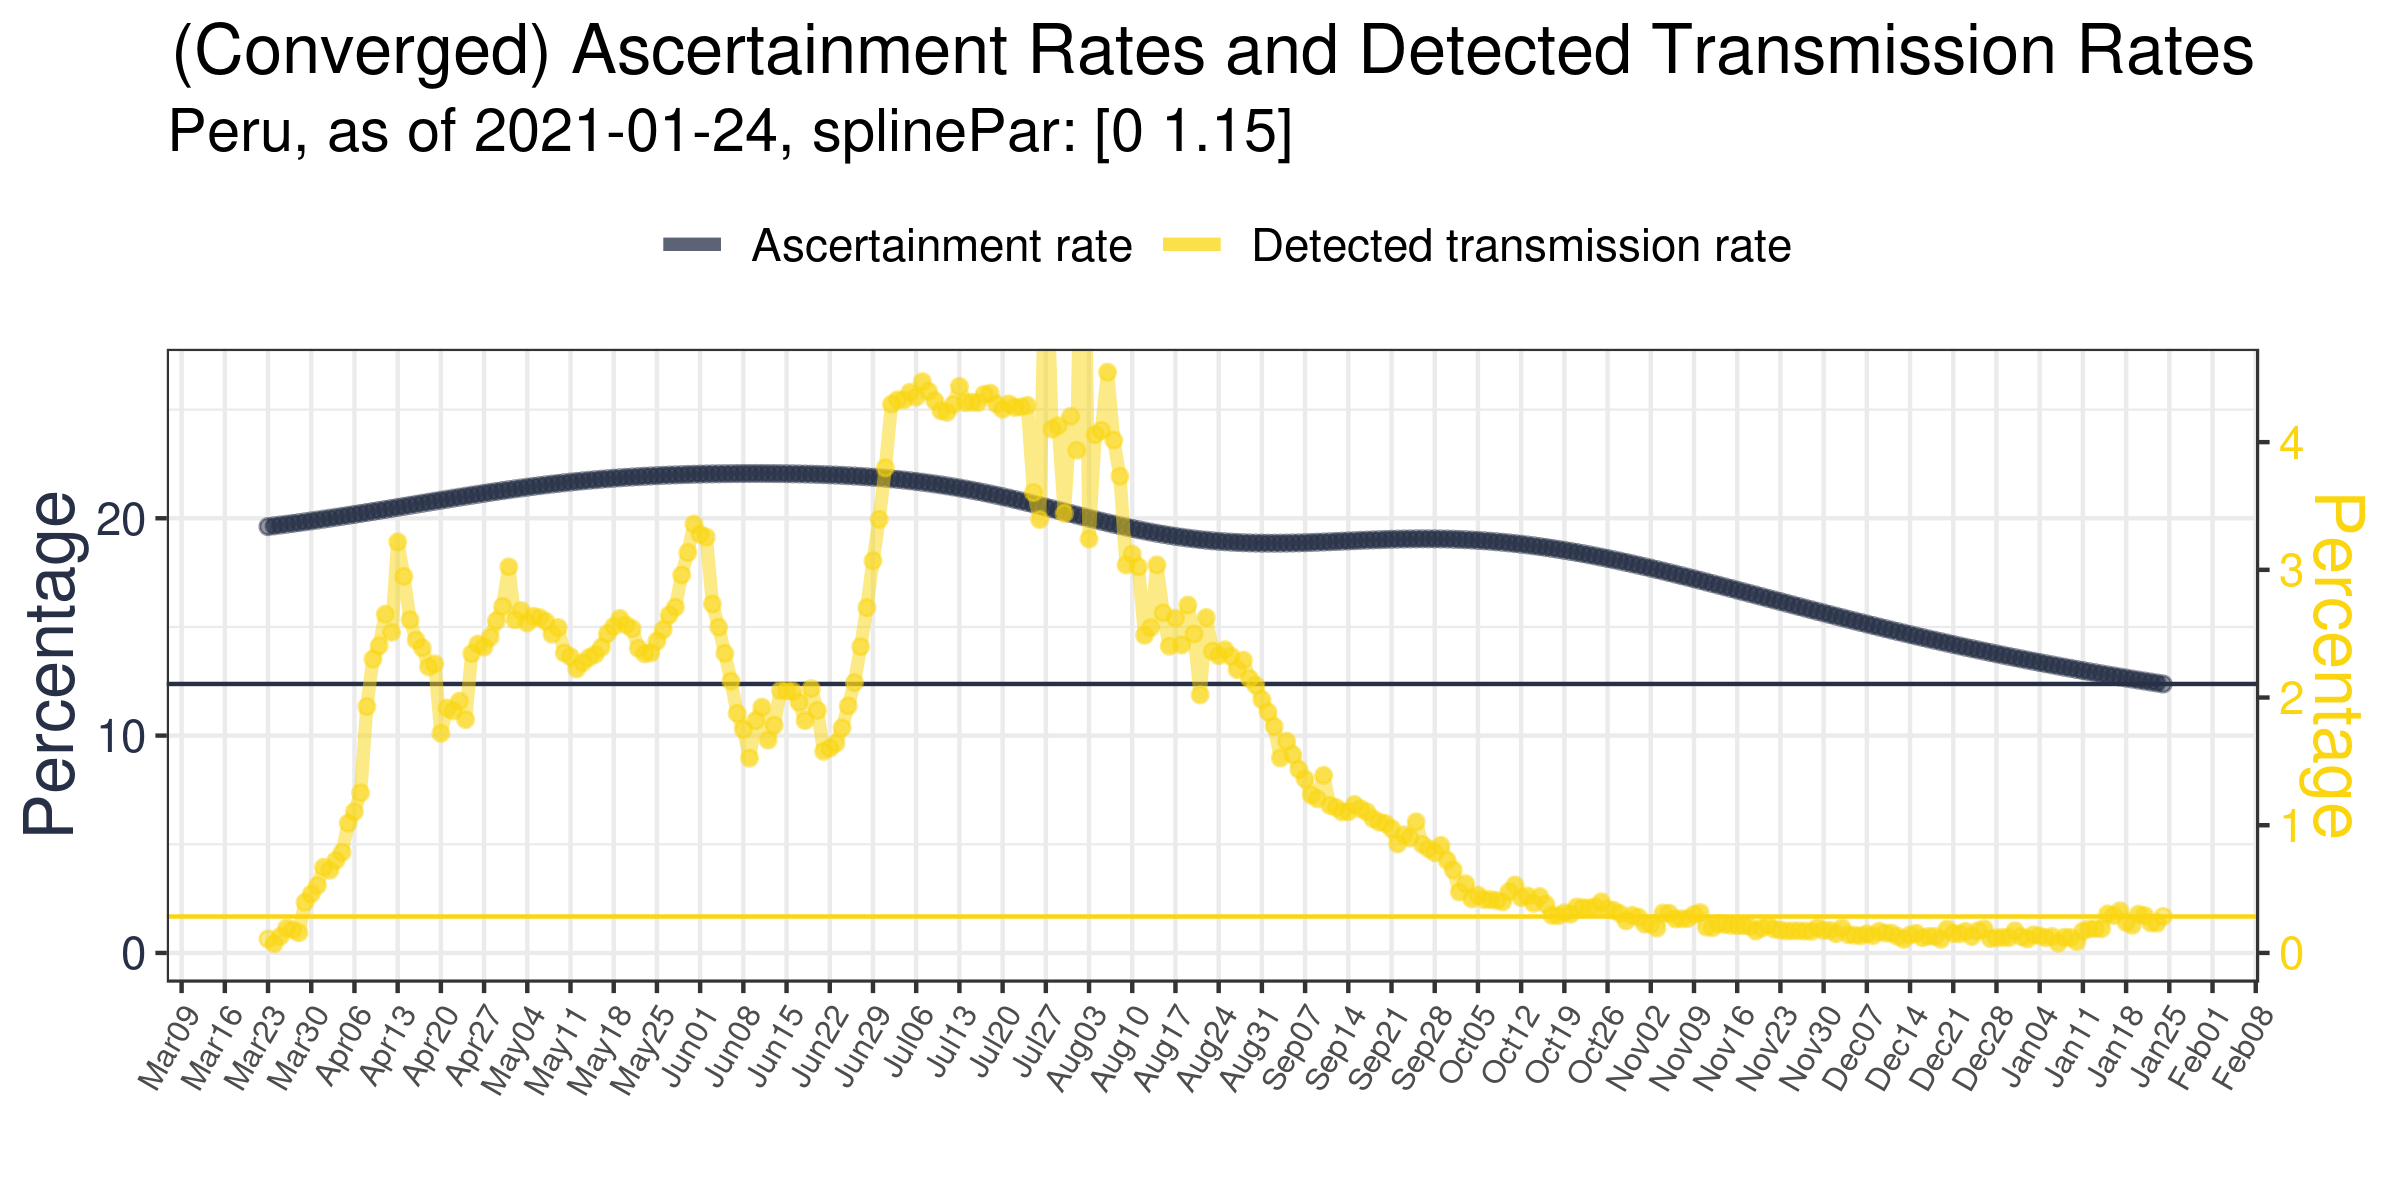 (Converged) Ascertainment Rates and Detected Transmission Rates
Peru, as of 2021-01-24, splinePar: [0 1.15]
Ascertainment rate
Detected transmission rate
Percentage
20
10
0
4
3
2
1
0
Percentage
Mar09
Mar16
Mar23
Mar30
Apr06
Apr13
Apr20
Apr27
May04
May11
May18
May25
Jun01
Jun08
Jun15
Jun22
Jun29
Jul06
Jul13
Jul20
Jul27
Aug03
Aug10
Aug17
Aug24
Aug31
Sep07
Sep14
Sep21
Sep28
Oct05
Oct12
Oct19
Oct26
Nov02
Nov09
Nov16
Nov23
Nov30
Dec07
Dec14
Dec21
Dec28
Jan04
Jan11
Jan18
Jan25
Feb01
Feb08